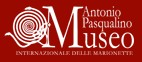 Antonio
Pasqualino
Museo
INTERNAZIONALE DELLE MARIONETTE